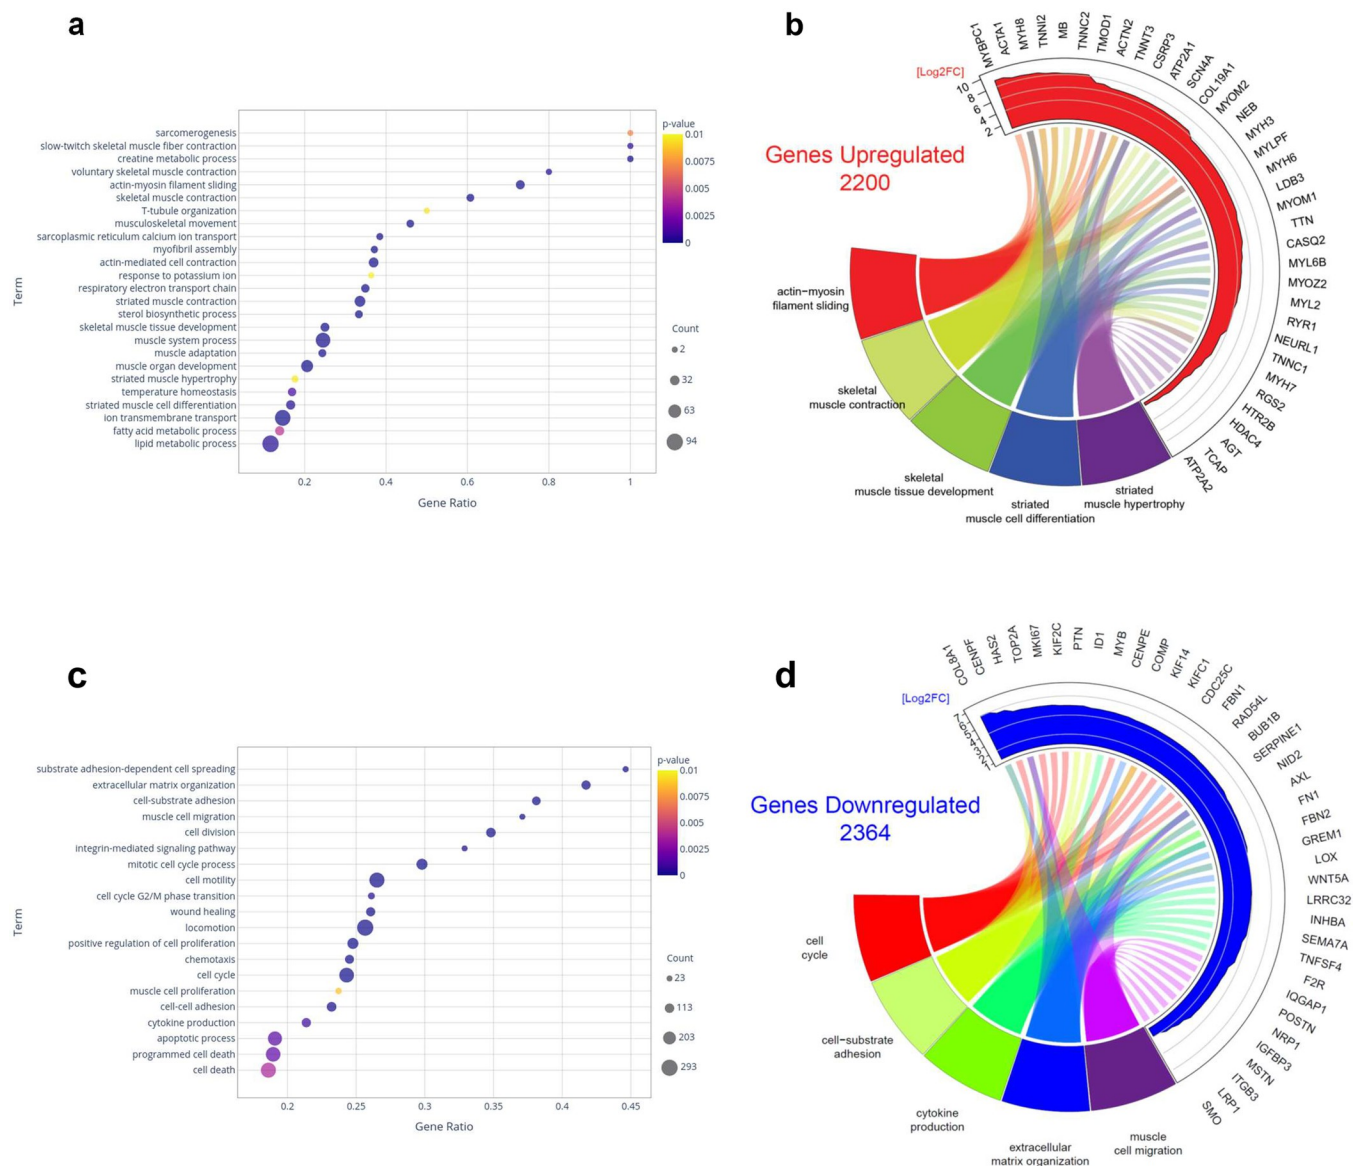 a
sarcomerogenesis
slow-twitch skeletal muscle fiber contraction
creatine metabolic process
voluntary skeletal muscle contraction
actin-myosin filament sliding
skeletal muscle contraction
T-tubule organization
musculoskeletal movement
sarcoplasmic reticulum calcium ion transport
myofibril assembly
actin-mediated cell contraction
response to potassium ion
respiratory electron transport chain
striated muscle contraction
sterol biosynthetic process
skeletal muscle tissue development
muscle system process
muscle adaptation
muscle organ development
striated muscle hypertrophy
temperature homeostasis
striated muscle cell differentiation
ion transmembrane transport
fatty acid metabolic process
lipid metabolic process
Term
0.2 0.4 0.6 0.8 1
Gene Ratio
p-value
0.01
0.0075
0.005
0.0025
0
Count
2
32
63
94
b
MYBPC1
ACTA1
MYH8
TNNI2
MB
TNNC2
TMOD1
ACTN2
TNNT3
CSRP3
ATP2A1
SCN4A
COL19A1
MYOM2
NEB
MYH3
MYLPF
MYH6
LDB3
MYOM1
TTN
CASQ2
MYL6B
MYOZ2
MYL2
RYR1
NEURL1
TNNC1
MYH7
RGS2
HTR2B
HDAC4
AGT
TCAP
ATP2A2
[Log2FC]
10
8
6
4
2
Genes Upregulated
2200
actin−myosin
filament sliding
skeletal
muscle contraction
skeletal
muscle tissue development
striated
muscle cell differentiation
striated
muscle hypertrophy
c
substrate adhesion-dependent cell spreading
extracellular matrix organization
cell-substrate adhesion
muscle cell migration
cell division
integrin-mediated signaling pathway
mitotic cell cycle process
cell motility
cell cycle G2/M phase transition
wound healing
locomotion
positive regulation of cell proliferation
chemotaxis
cell cycle
muscle cell proliferation
cell-cell adhesion
cytokine production
apoptotic process
programmed cell death
cell death
Term
0.2 0.25 0.3 0.35 0.4 0.45
Gene Ratio
p-value
0.01
0.0075
0.005
0.0025
0
Count
23
113
203
293
d
COL8A1
CENPF
HAS2
TOP2A
MKI67
KIF2C
PTN
ID1
MYB
CENPE
COMP
KIF14
KIFC1
CDC25C
FBN1
RAD54L
BUB1B
SERPINE1
NID2
AXL
FN1
FBN2
GREM1
LOX
WNT5A
LRRC32
INHBA
SEMA7A
TNFSF4
F2R
IQGAP1
POSTN
NRP1
IGFBP3
MSTN
ITGB3
LRP1
SMO
[Log2FC]
7
6
5
4
3
2
1
Genes Downregulated
2364
cell
cycle
cell−substrate
adhesion
cytokine
production
extracellular
matrix organization
muscle
cell migration